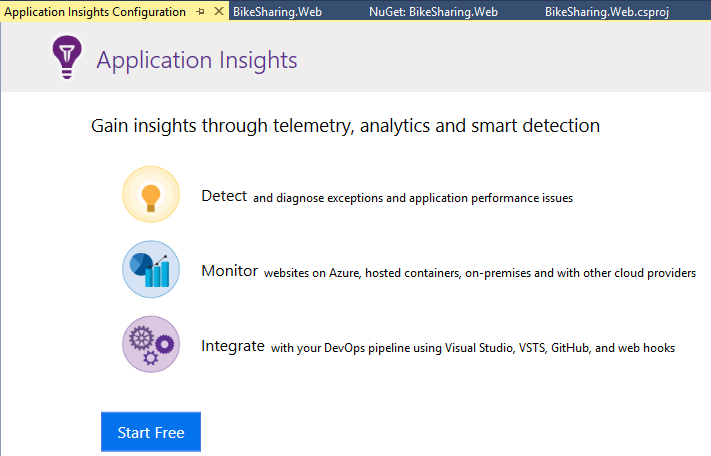 Application Insights Configuration BikeSharing.Web NuGet: BikeSharing.Web BikeSharing.Web.csproj
Application Insights
Gain insights through telemetry, analytics and smart detection
Detect and diagnose exceptions and application performance issues
Monitor websites on Azure, hosted containers, on-premises and with other cloud providers
Integrate with your DevOps pipeline using Visual Studio, VSTS, GitHub, and web hooks
Start Free